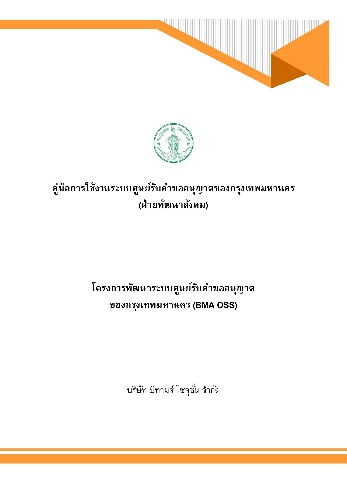 คู่มือการใช้งานระบบศูนย์รับคำขออนุญาตของกรุงเทพมหานคร
(ฝ่ายพัฒนาสังคม)
โครงการพัฒนาระบบศูนย์รับคำขออนุญาต
ของกรุงเทพมหานคร (BMA OSS)
บริษัท จำกัด